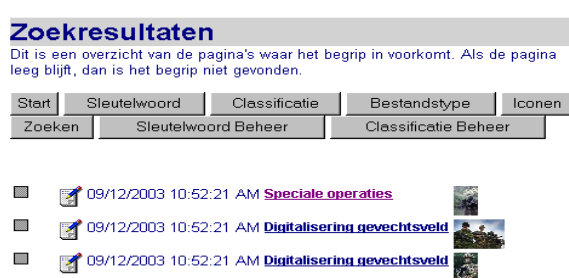 Zoekresultaten
Dit is een overzicht van de pagina's waar het begrip in voorkomt. Als de pagina
leeg blijft, dan is het begrip niet gevonden.
Start Sleutelwoord Classificatie Bestandstype Iconen
Zoeken Sleutelwoord Beheer Classificatie Beheer
09/12/2003 10:52:21 AM Speciale operaties
09/12/2003 10:52:21 AM Digitalisering gevechtsveld
09/12/2003 10:52:21 AM Digitalisering gevechtsveld